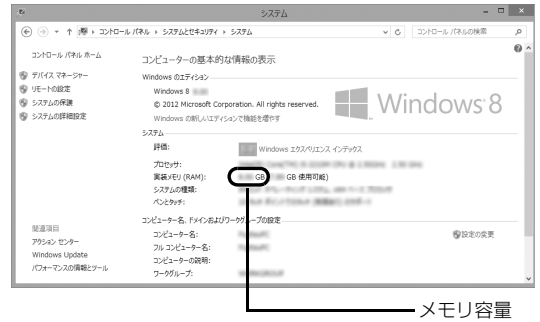 システム
コントロール パネル ▸ システムとセキュリティ ▸ システム
コントロール パネルの検索
コントロール パネル ホーム
デバイス マネージャー
リモートの設定
システムの保護
システムの詳細設定
コンピューターの基本的な情報の表示
Windows のエディション
Windows 8
© 2012 Microsoft Corporation. All rights reserved.
Windows の新しいエディションで機能を増やす
Windows 8
システム
評価:
Windows エクスペリエンス インデックス
プロセッサ:
実装メモリ (RAM): GB GB 使用可能)
システムの種類:
ペンとタッチ:
コンピューター名、ドメインおよびワークグループの設定
コンピューター名:
設定の変更
フル コンピューター名:
コンピューターの説明:
ワークグループ:
関連項目
アクション センター
Windows Update
パフォーマンスの情報とツール
メモリ容量